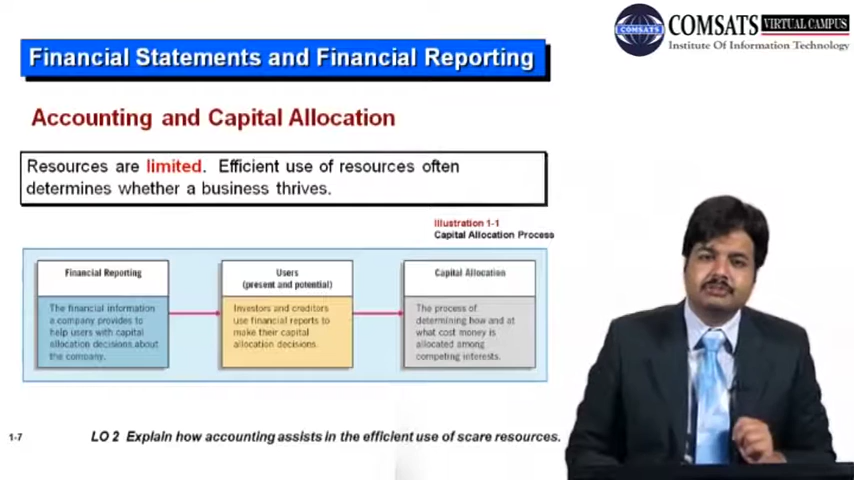 COMSATS VIRTUAL CAMPUS
COMSATS
Institute Of Information Technology
Financial Statements and Financial Reporting
Accounting and Capital Allocation
Resources are limited. Efficient use of resources often
determines whether a business thrives.
Illustration 1-1
Capital Allocation Process
Financial Reporting
The financial information
a company provides to
help users with capital
allocation decisions about
the company.
Users
(present and potential)
Investors and creditors
use financial reports to
make their capital
allocation decisions.
Capital Allocation
The process of
determining how and at
what cost money is
allocated among
competing interests.
1-7
LO 2 Explain how accounting assists in the efficient use of scare resources.